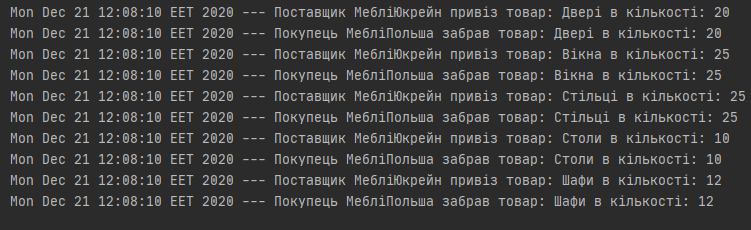 Mon Dec 21 12:08:10 EET 2020 --- Поставщик МебліЮкрейн привіз товар: Двері в кількості: 20
Mon Dec 21 12:08:10 EET 2020 --- Покупець МебліПольша забрав товар: Двері в кількості: 20
Mon Dec 21 12:08:10 EET 2020 --- Поставщик МебліЮкрейн привіз товар: Вікна в кількості: 25
Mon Dec 21 12:08:10 EET 2020 --- Покупець МебліПольша забрав товар: Вікна в кількості: 25
Mon Dec 21 12:08:10 EET 2020 --- Поставщик МебліЮкрейн привіз товар: Стільці в кількості: 25
Mon Dec 21 12:08:10 EET 2020 --- Покупець МебліПольша забрав товар: Стільці в кількості: 25
Mon Dec 21 12:08:10 EET 2020 --- Поставщик МебліЮкрейн привіз товар: Столи в кількості: 10
Mon Dec 21 12:08:10 EET 2020 --- Покупець МебліПольша забрав товар: Столи в кількості: 10
Mon Dec 21 12:08:10 EET 2020 --- Поставщик МебліЮкрейн привіз товар: Шафи в кількості: 12
Mon Dec 21 12:08:10 EET 2020 --- Покупець МебліПольша забрав товар: Шафи в кількості: 12